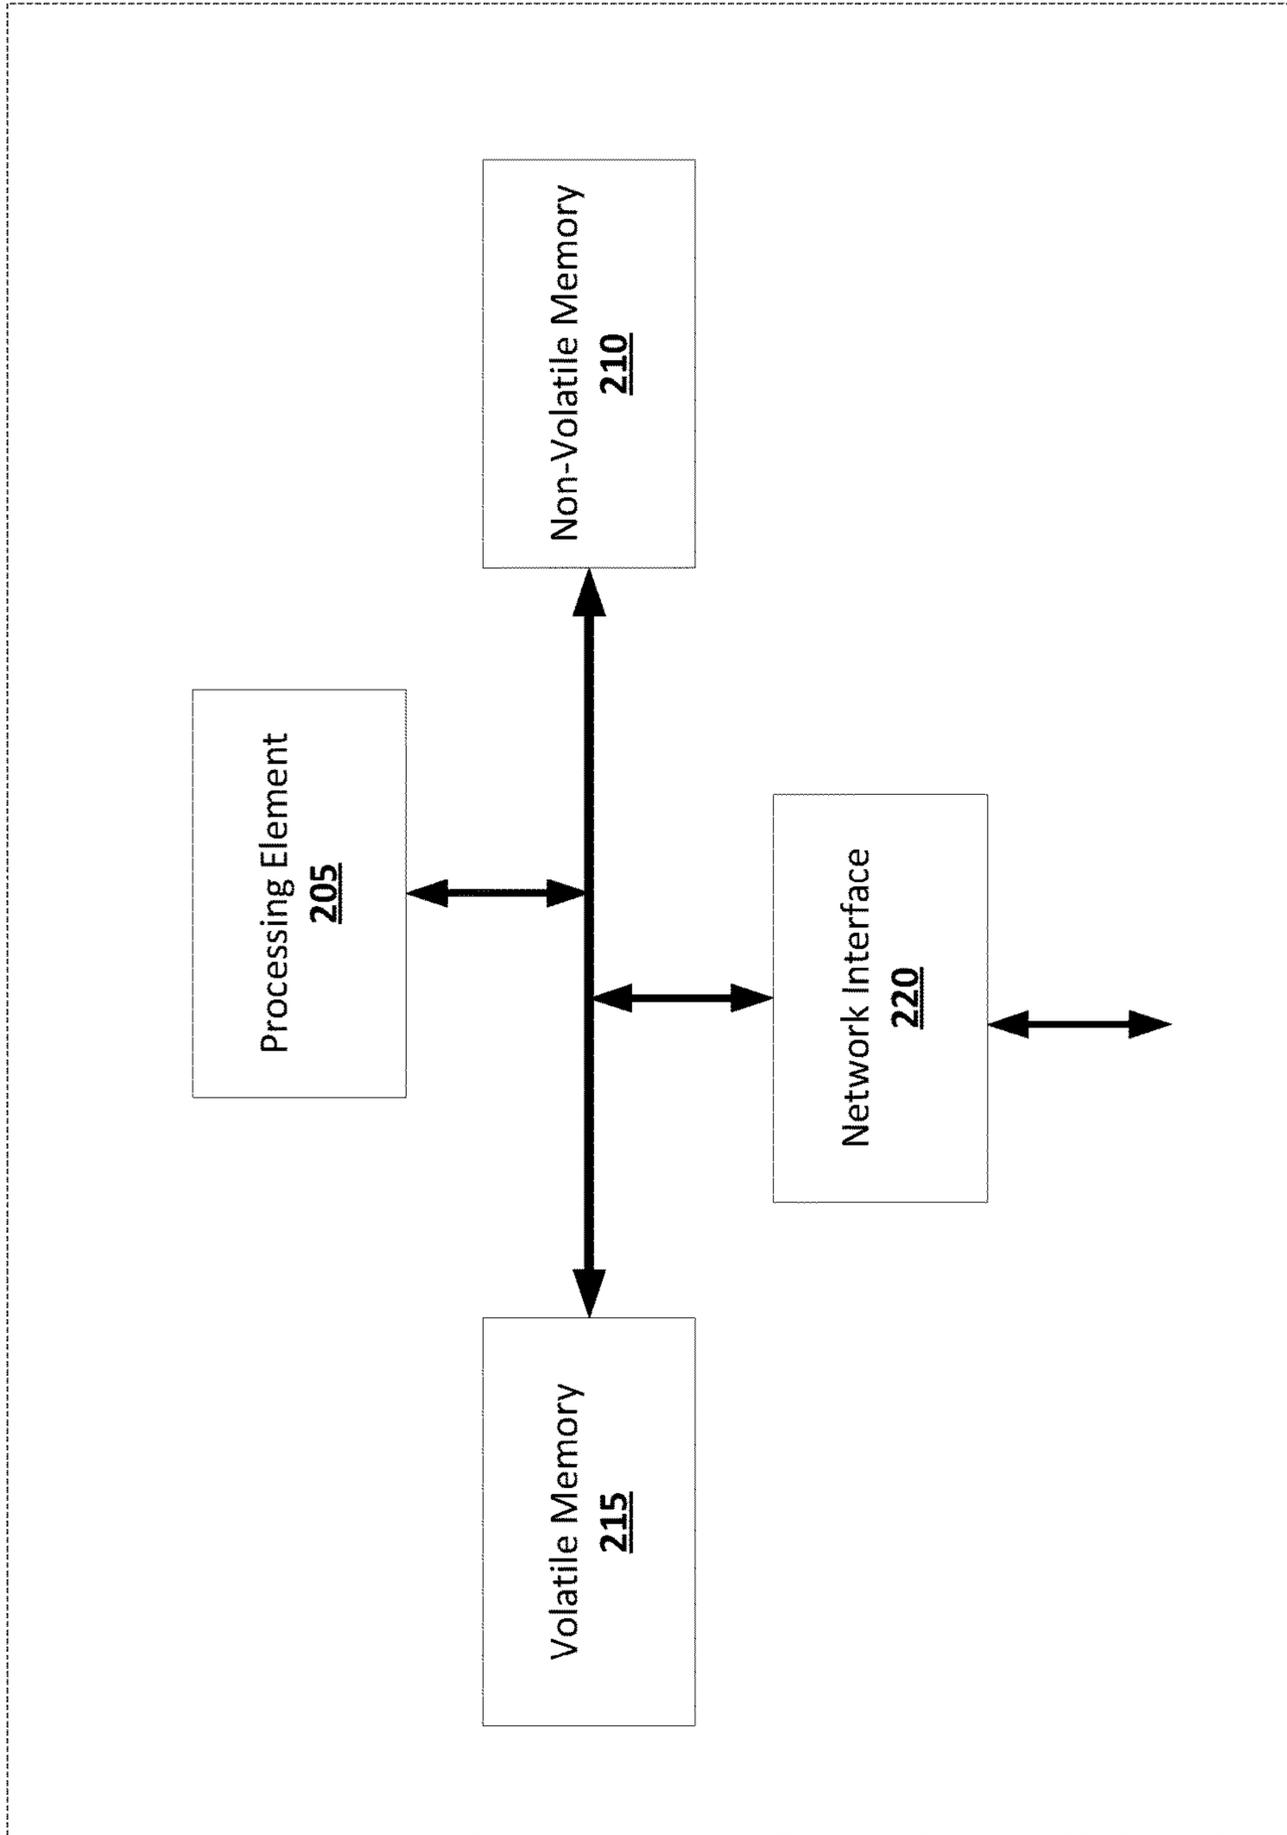 Processing Element
205
Volatile Memory
215
Non-Volatile Memory
210
Network Interface
220